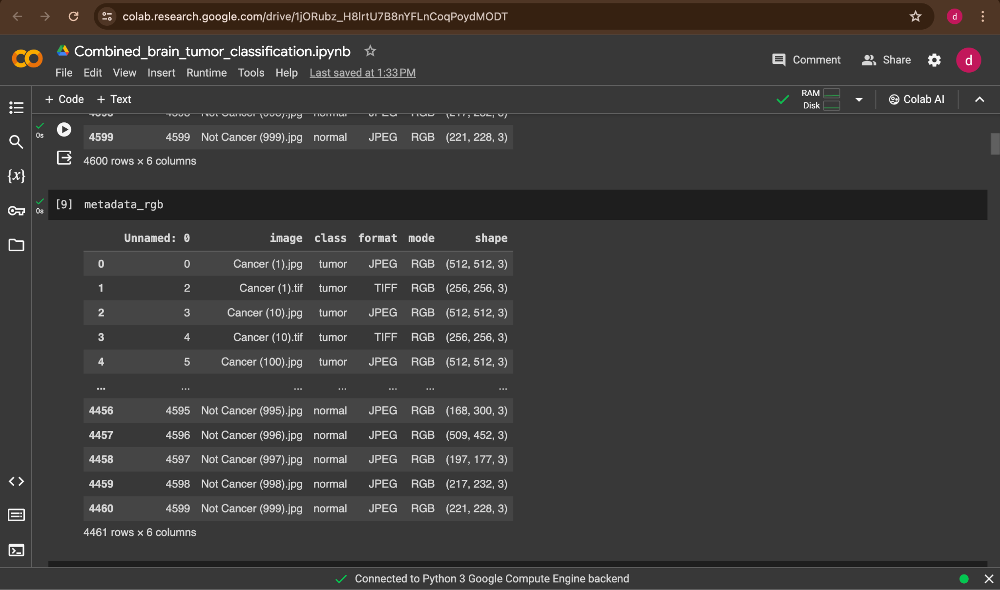 colab.research.google.com/drive/1jORubz_H8lrtU7B8nYFLnCoqPoydMODT
d
Combined_brain_tumor_classification.ipynb
Comment
Share
d
File Edit View Insert Runtime Tools Help Last saved at 1:33 PM
+ Code + Text
RAM
Disk
Colab AI
4599 4599 Not Cancer (999).jpg normal JPEG RGB (221, 228, 3)
0s
4600 rows × 6 columns
{x}
0s
[9] metadata_rgb
Unnamed: 0 image class format mode shape
0 0 Cancer (1).jpg tumor JPEG RGB (512, 512, 3)
1 2 Cancer (1).tif tumor TIFF RGB (256, 256, 3)
2 3 Cancer (10).jpg tumor JPEG RGB (512, 512, 3)
3 4 Cancer (10).tif tumor TIFF RGB (256, 256, 3)
4 5 Cancer (100).jpg tumor JPEG RGB (512, 512, 3)
... ... ... ... ... ... ...
4456 4595 Not Cancer (995).jpg normal JPEG RGB (168, 300, 3)
4457 4596 Not Cancer (996).jpg normal JPEG RGB (509, 452, 3)
4458 4597 Not Cancer (997).jpg normal JPEG RGB (197, 177, 3)
4459 4598 Not Cancer (998).jpg normal JPEG RGB (217, 232, 3)
4460 4599 Not Cancer (999).jpg normal JPEG RGB (221, 228, 3)
4461 rows × 6 columns
Connected to Python 3 Google Compute Engine backend